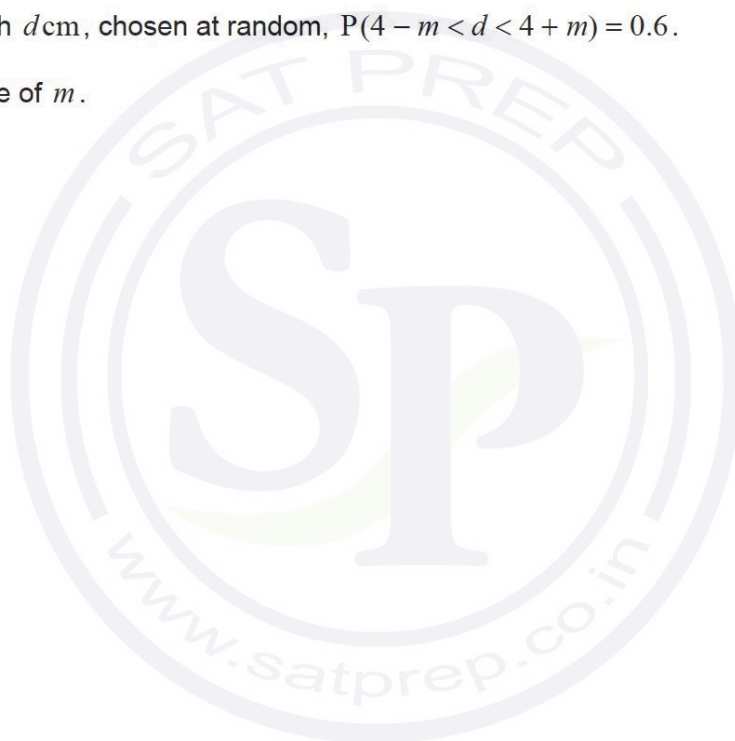 h d cm, chosen at random, P(4 − m < d < 4 + m) = 0.6.
e of m.
SAT PREP
SP
www.satprep.co.in